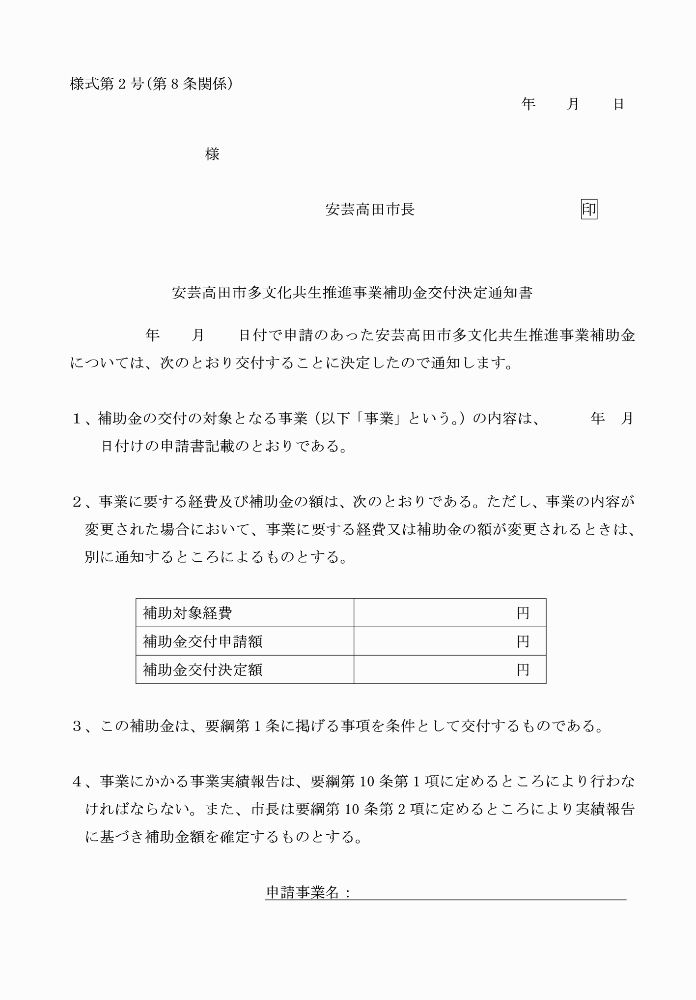 様式第 2 号(第 8 条関係)
年　　月　　日
様
安芸高田市長　　　　　　　　　　　印
安芸高田市多文化共生推進事業補助金交付決定通知書
年　　月　　日付で申請のあった安芸高田市多文化共生推進事業補助金
については、次のとおり交付することに決定したので通知します。
１、補助金の交付の対象となる事業（以下「事業」という。）の内容は、　　　年　月
日付けの申請書記載のとおりである。
２、事業に要する経費及び補助金の額は、次のとおりである。ただし、事業の内容が
変更された場合において、事業に要する経費又は補助金の額が変更されるときは、
別に通知するところによるものとする。
補助対象経費　　　円
補助金交付申請額　　　円
補助金交付決定額　　　円
３、この補助金は、要綱第 1 条に掲げる事項を条件として交付するものである。
４、事業にかかる事業実績報告は、要綱第 10 条第 1 項に定めるところにより行わな
ければならない。また、市長は要綱第 10 条第 2 項に定めるところにより実績報告
に基づき補助金額を確定するものとする。
申請事業名：